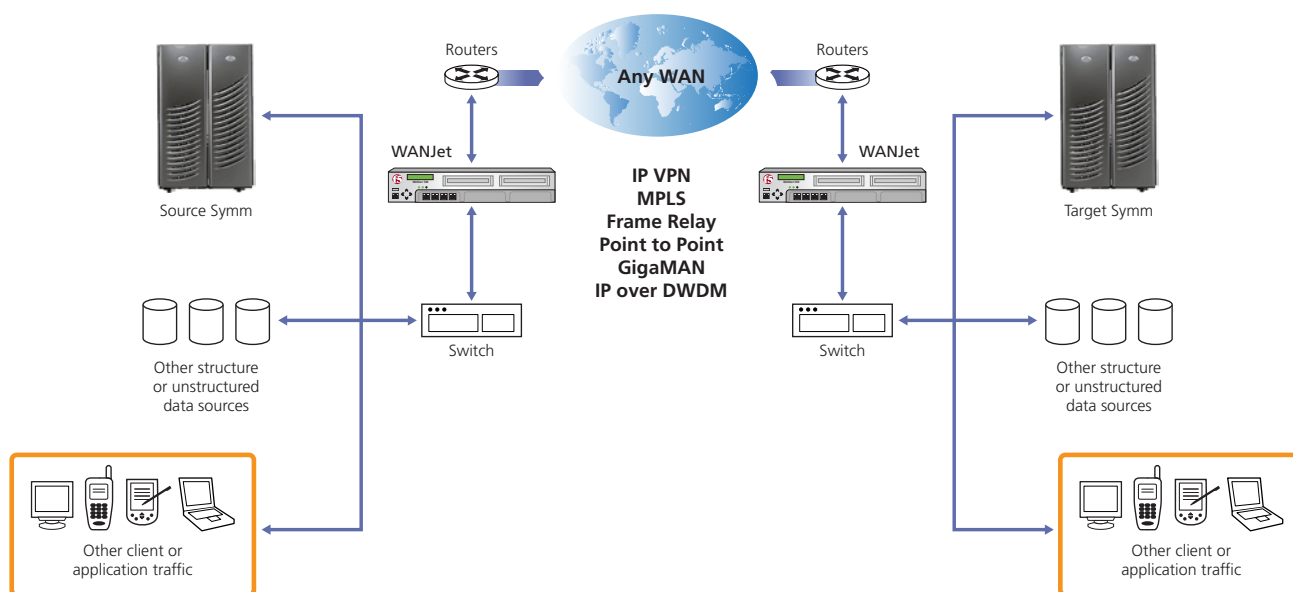 Routers
Any WAN
Routers
WANJet
WANJet
Source Symm
IP VPN
MPLS
Frame Relay
Point to Point
GigaMAN
IP over DWDM
Target Symm
Switch
Switch
Other structure
or unstructured
data sources
Other structure
or unstructured
data sources
Other client or
application traffic
Other client or
application traffic